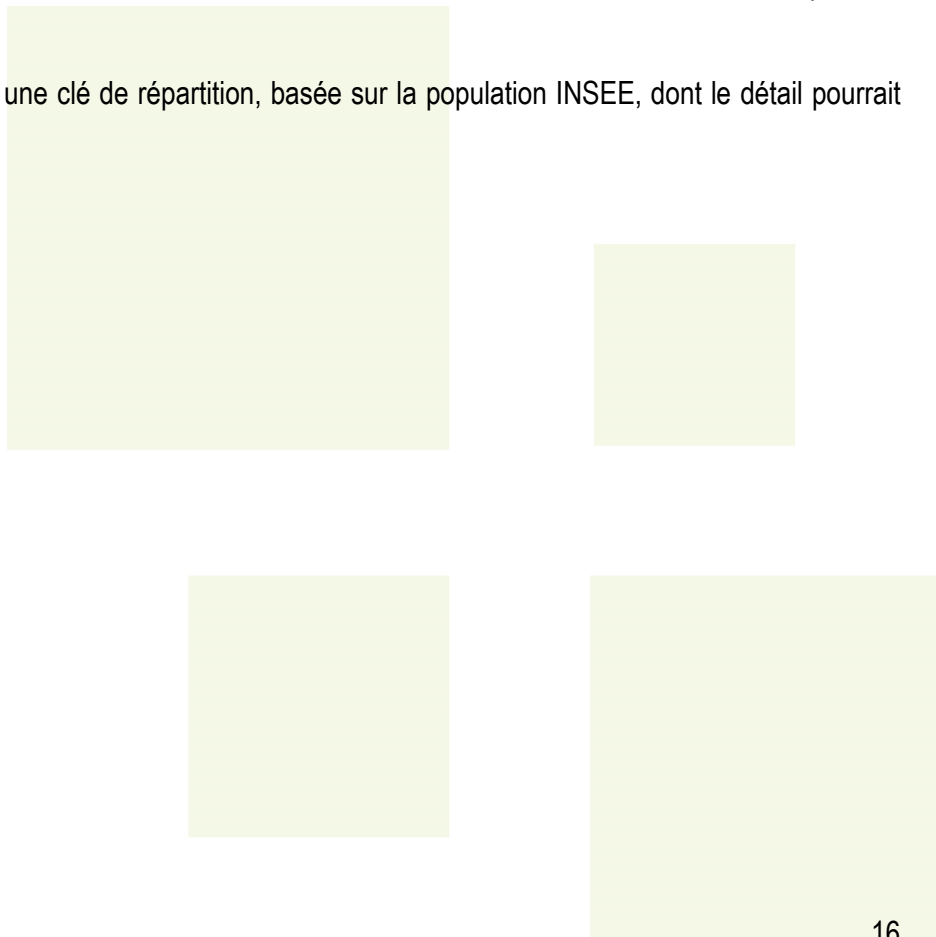 une clé de répartition, basée sur la population INSEE, dont le détail pourrait
16